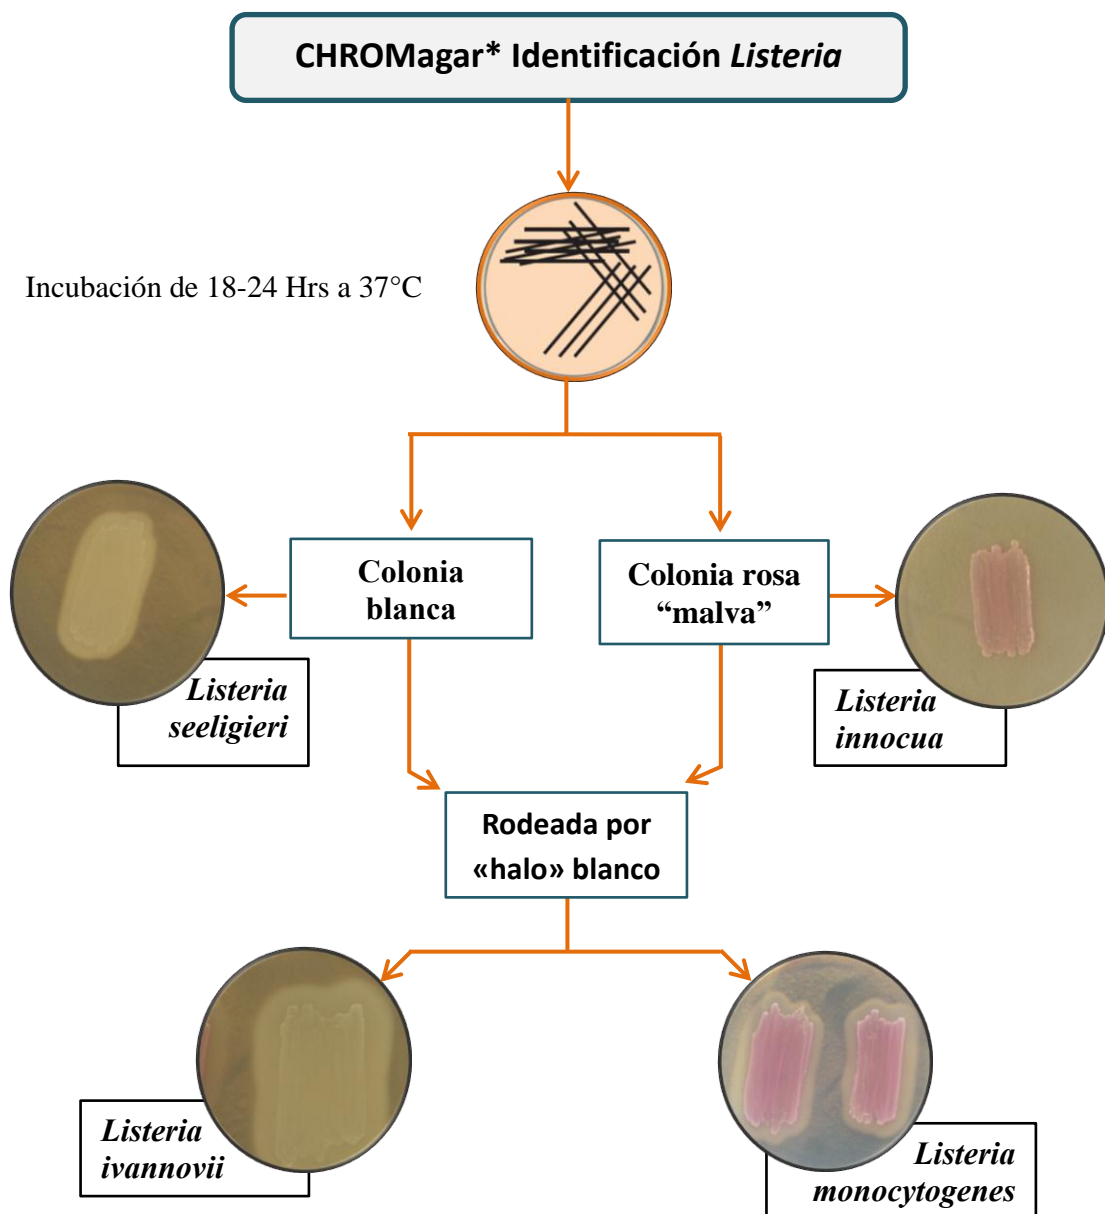 CHROMagar* Identificación Listeria
Incubación de 18-24 Hrs a 37°C
Colonia
blanca
Colonia rosa
“malva”
Listeria
seeligieri
Listeria
innocua
Rodeada por
«halo» blanco
Listeria
ivannovii
Listeria
monocytogenes